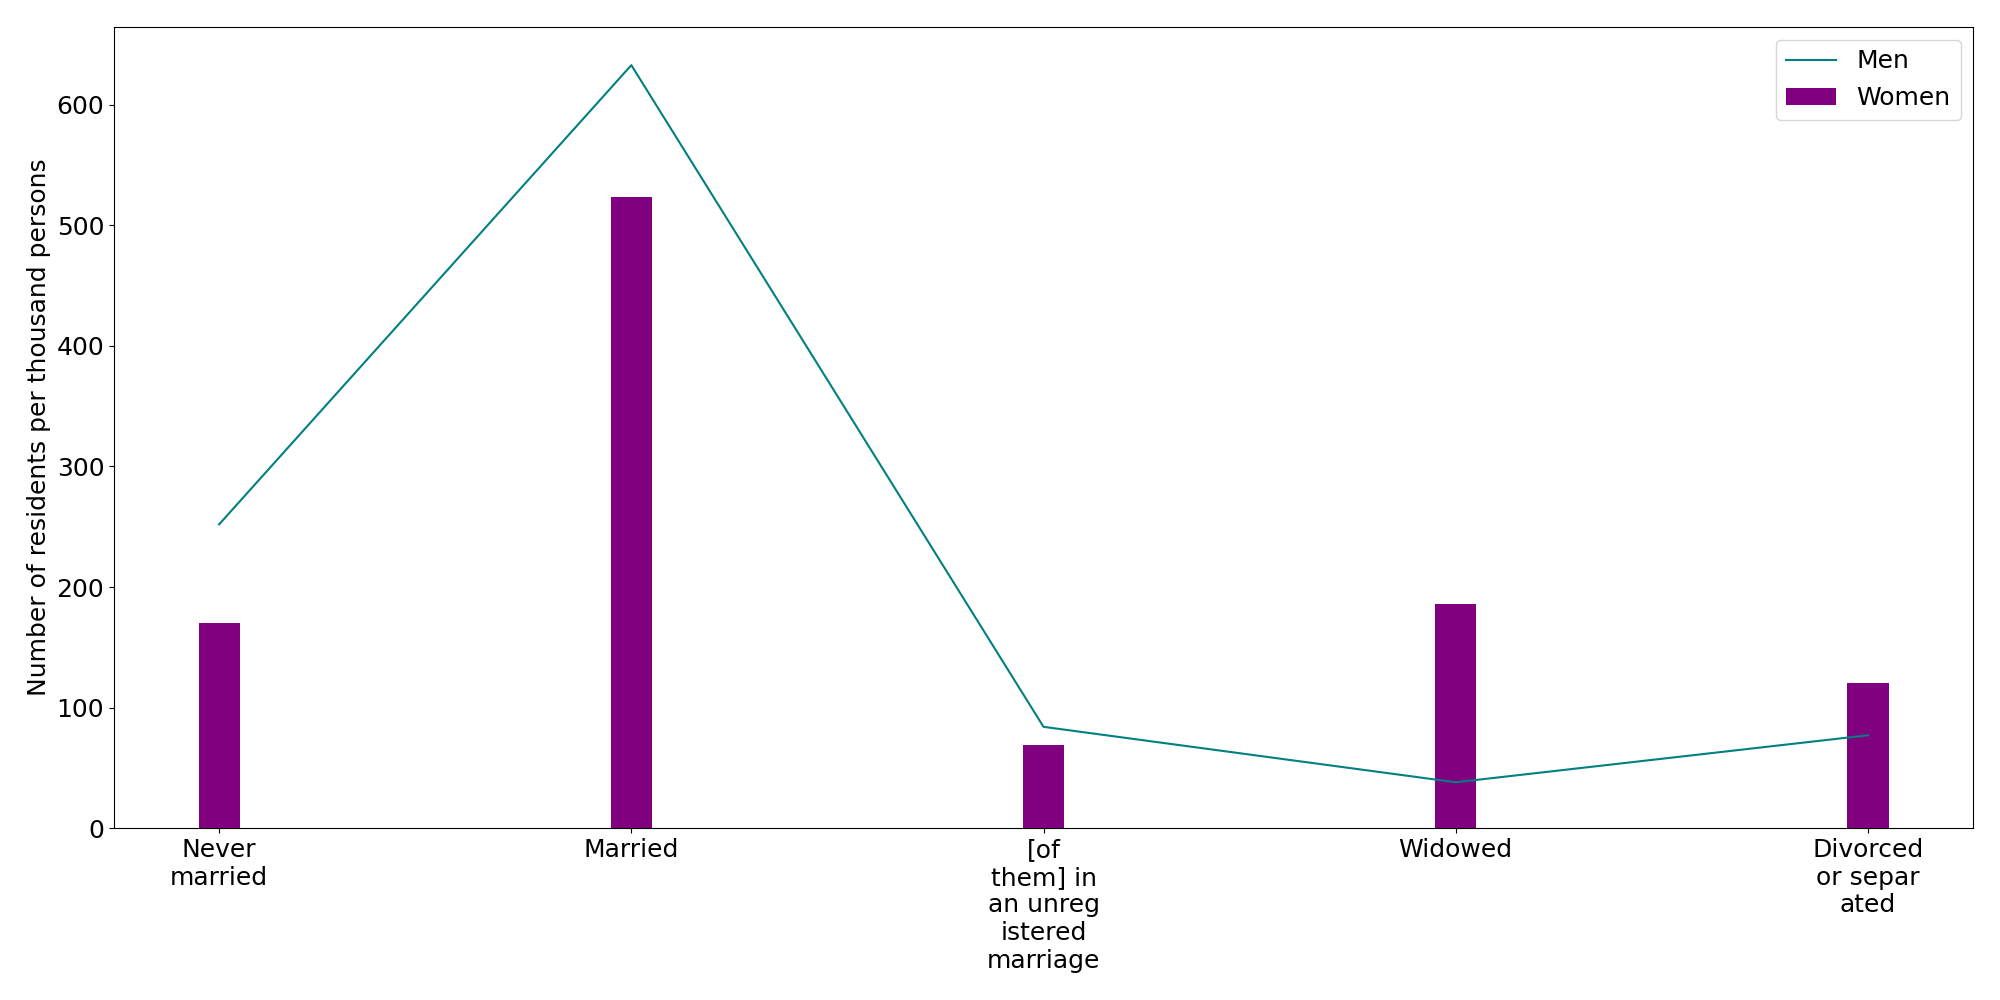 Men
Women
Number of residents per thousand persons
600
500
400
300
200
100
0
Never
married
Married
[of
them] in
an unreg
istered
marriage
Widowed
Divorced
or separ
ated